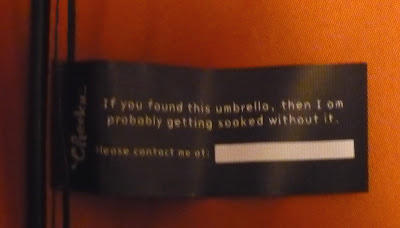 If you found this umbrella, then I am
probably getting soaked without it.
Please contact me at: